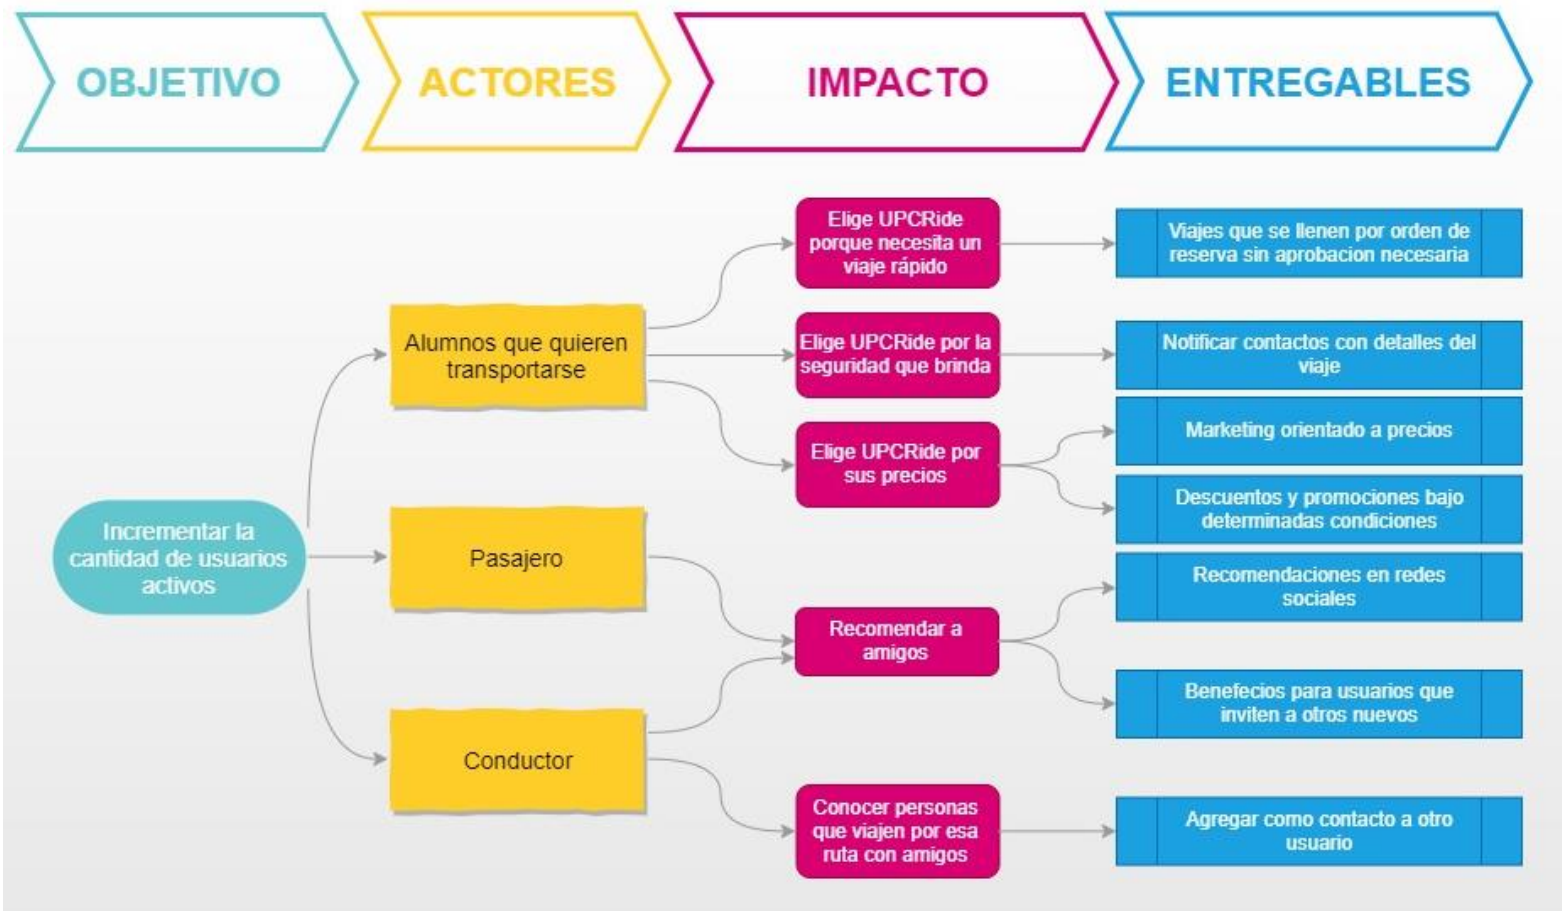 OBJETIVO
ACTORES
IMPACTO
ENTREGABLES
Incrementar la
cantidad de usuarios
activos
Alumnos que quieren
transportarse
Pasajero
Conductor
Elige UPCRide
porque necesita un
viaje rápido
Elige UPCRide por la
seguridad que brinda
Elige UPCRide por
sus precios
Recomendar a
amigos
Conocer personas
que viajen por esa
ruta con amigos
Viajes que se llenen por orden de
reserva sin aprobacion necesaria
Notificar contactos con detalles del
viaje
Marketing orientado a precios
Descuentos y promociones bajo
determinadas condiciones
Recomendaciones en redes
sociales
Benefecios para usuarios que
inviten a otros nuevos
Agregar como contacto a otro
usuario